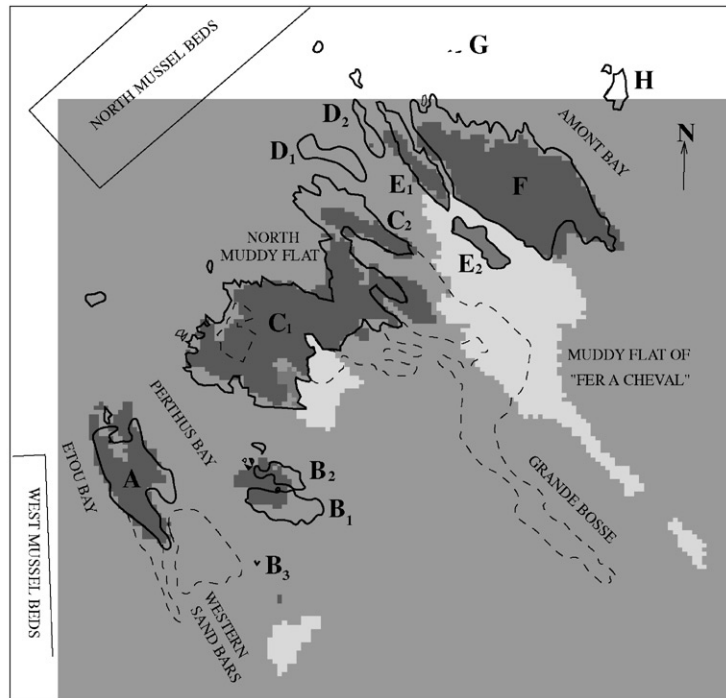 G
NORTH MUSSEL BEDS
H
D2
AMONT BAY
N
D1
E1
F
C2
NORTH
MUDDY FLAT
E2
C1
MUDDY FLAT OF
"FER A CHEVAL"
PERTHUS BAY
ETOU BAY
A
B2
B1
GRANDE BOSSE
WEST MUSSEL BEDS
B3
WESTERN
SAND BARS